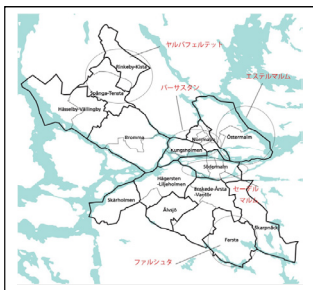 ヤルバフェルテット
Rinkeby-Kista
エステルマルム
Spånga-Tensta
バーサスタン
Hässelby-Vällingby
Bromma
Norrmalm
Östermalm
Kungsholmen
Södermalm
Hägersten
-Liljeholmen
Enskede-Årsta
-Vantör
セーデル
マルム
Skärholmen
Älvsjö
Skarpnäck
Farsta
ファルシュタ